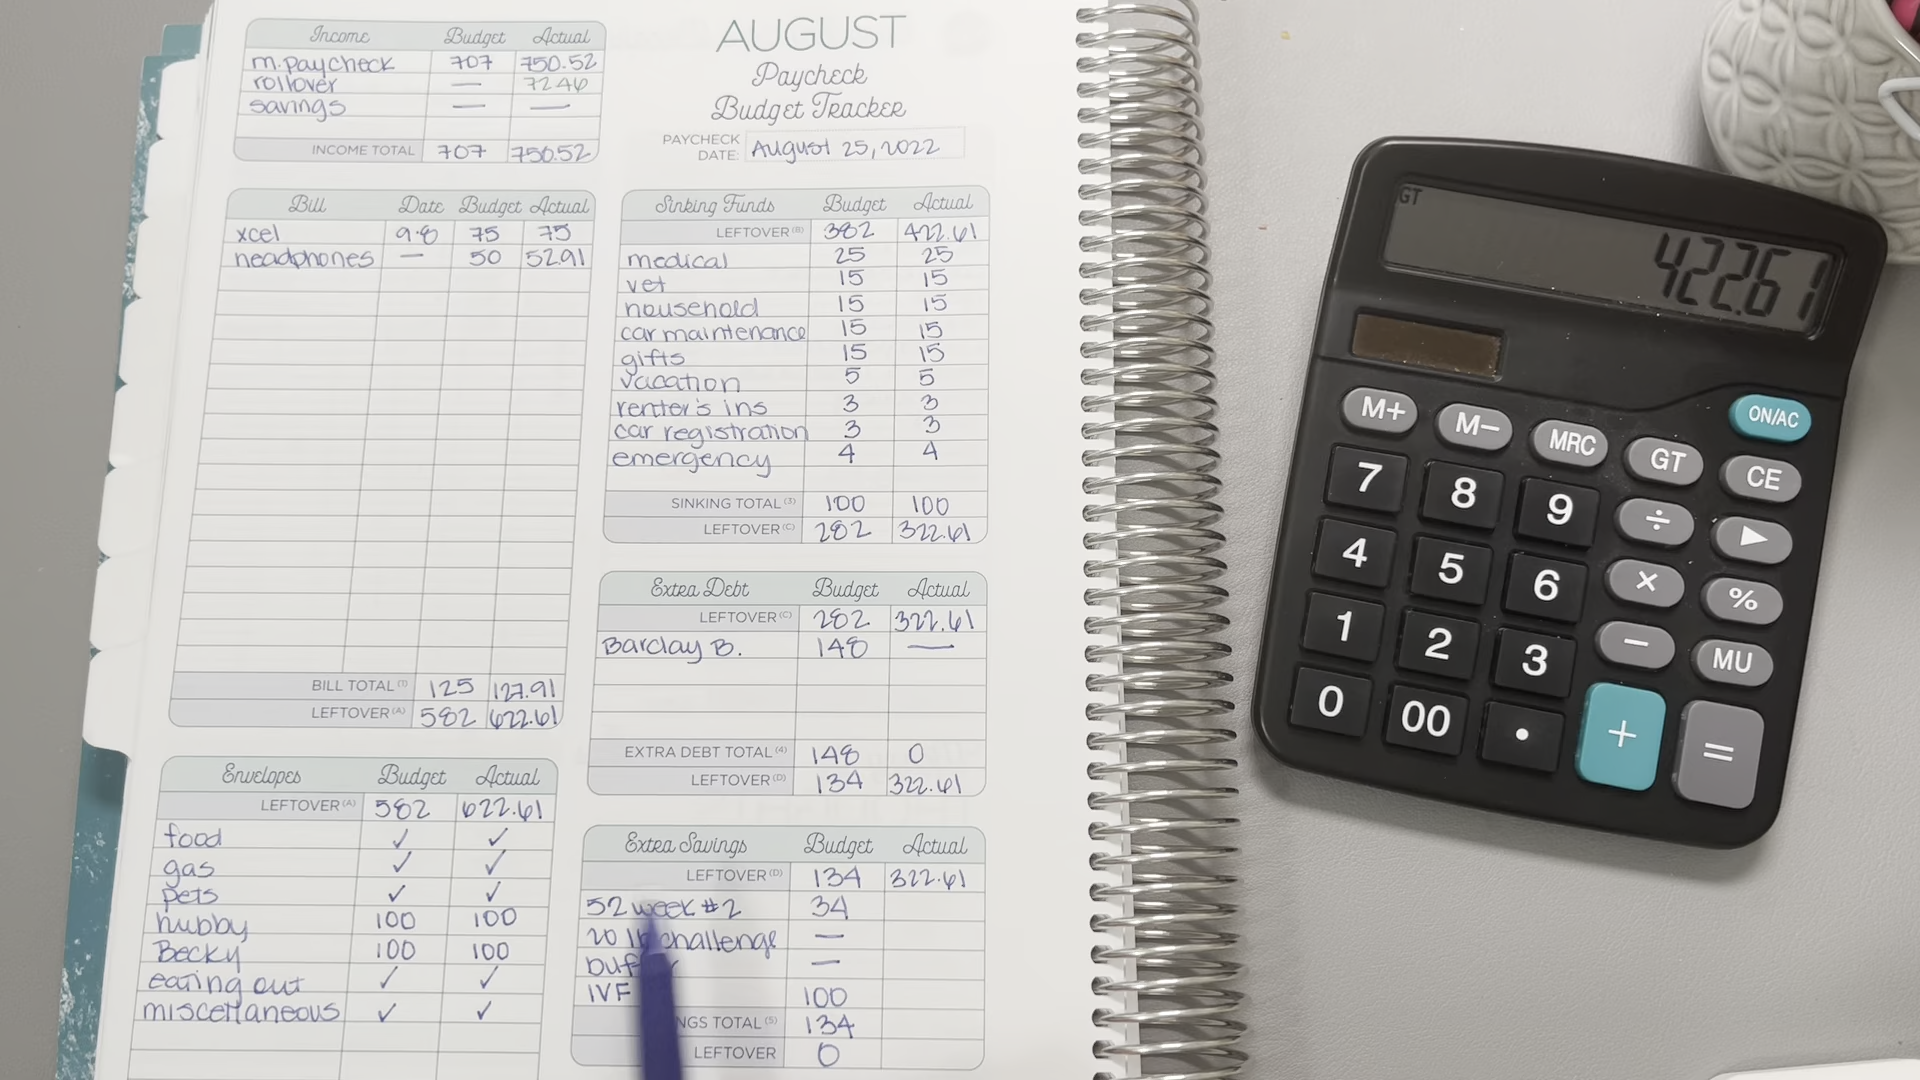 AUGUST
Paycheck
Budget Tracker
PAYCHECK DATE: August 25, 2022
Income Budget Actual
m. paycheck 707 750.52
rollover — 72.46
savings — —
INCOME TOTAL 707 750.52
Bill Date Budget Actual
xcel 9.8 75 75
headphones — 50 52.91
BILL TOTAL (1) 125 127.91
LEFTOVER (A) 582 622.61
Envelopes Budget Actual
LEFTOVER (A) 582 622.61
food ✓ ✓
gas ✓ ✓
pets ✓ ✓
hubby 100 100
Becky 100 100
eating out ✓ ✓
miscellaneous ✓ ✓
Sinking Funds Budget Actual
LEFTOVER (B) 382 422.61
medical 25 25
vet 15 15
household 15 15
car maintenance 15 15
gifts 15 15
vacation 5 5
renter's ins 3 3
car registration 3 3
emergency 4 4
SINKING TOTAL (3) 100 100
LEFTOVER (C) 282 322.61
Extra Debt Budget Actual
LEFTOVER (C) 282 322.61
Barclay B. 148 —
EXTRA DEBT TOTAL (4) 148 0
LEFTOVER (D) 134 322.61
Extra Savings Budget Actual
LEFTOVER (D) 134 322.61
52 week #2 34
20 challenge —
—
IVF 100
TOTAL (5) 134
LEFTOVER 0
GT
422.61
ON/AC
M+ M− MRC GT CE
7 8 9 ÷ ▶
4 5 6 × %
1 2 3 − MU
0 00 • + =